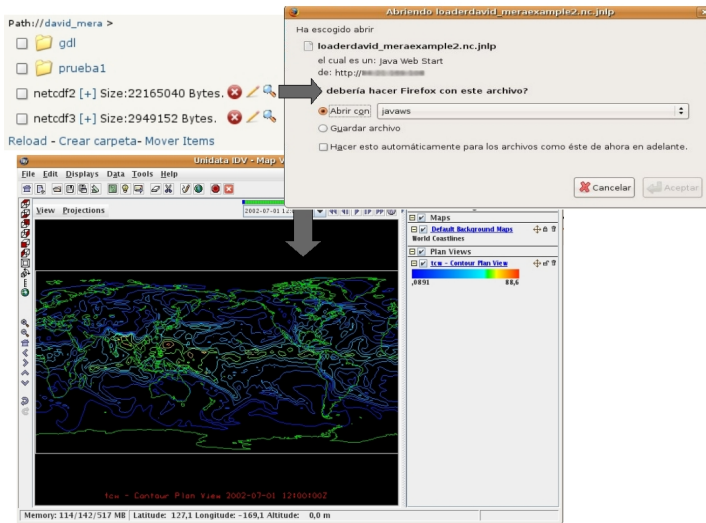 Path://david_mera >
gdl
prueba1
netcdf2 [+] Size:22165040 Bytes.
netcdf3 [+] Size:2949152 Bytes.
Reload - Crear carpeta- Mover Items
Abriendo loaderdavid_meraexample2.nc.jnlp
Ha escogido abrir
loaderdavid_meraexample2.nc.jnlp
el cual es un: Java Web Start
de: http://
debería hacer Firefox con este archivo?
Abrir con javaws
Guardar archivo
Hacer esto automáticamente para los archivos como éste de ahora en adelante.
Cancelar Aceptar
Unidata IDV - Map V
File Edit Displays Data Tools Help
View Projections
2002-07-01 12:
Maps
Default Background Maps
World Coastlines
Plan Views
tcw - Contour Plan View
,0891 88,6
tcw - Contour Plan View 2002-07-01 12:00:00Z
Memory: 114/142/517 MB Latitude: 127,1 Longitude: -169,1 Altitude: 0,0 m